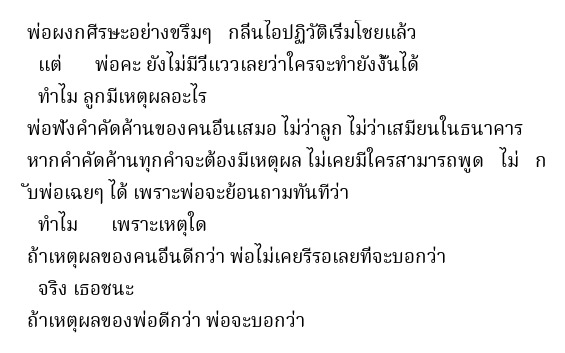 พ่อผงกศีรษะอย่างขรึมๆ กลิ่นไอปฏิวัติเริ่มโชยแล้ว
แต่ พ่อคะ ยังไม่มีวี่แววเลยว่าใครจะทำยังงั้นได้
ทำไม ลูกมีเหตุผลอะไร
พ่อฟังคำคัดค้านของคนอื่นเสมอ ไม่ว่าลูก ไม่ว่าเสมียนในธนาคาร
หากคำคัดค้านทุกคำจะต้องมีเหตุผล ไม่เคยมีใครสามารถพูด ไม่ ก
ับพ่อเฉยๆ ได้ เพราะพ่อจะย้อนถามทันทีว่า
ทำไม เพราะเหตุใด
ถ้าเหตุผลของคนอื่นดีกว่า พ่อไม่เคยรีรอเลยที่จะบอกว่า
จริง เธอชนะ
ถ้าเหตุผลของพ่อดีกว่า พ่อจะบอกว่า